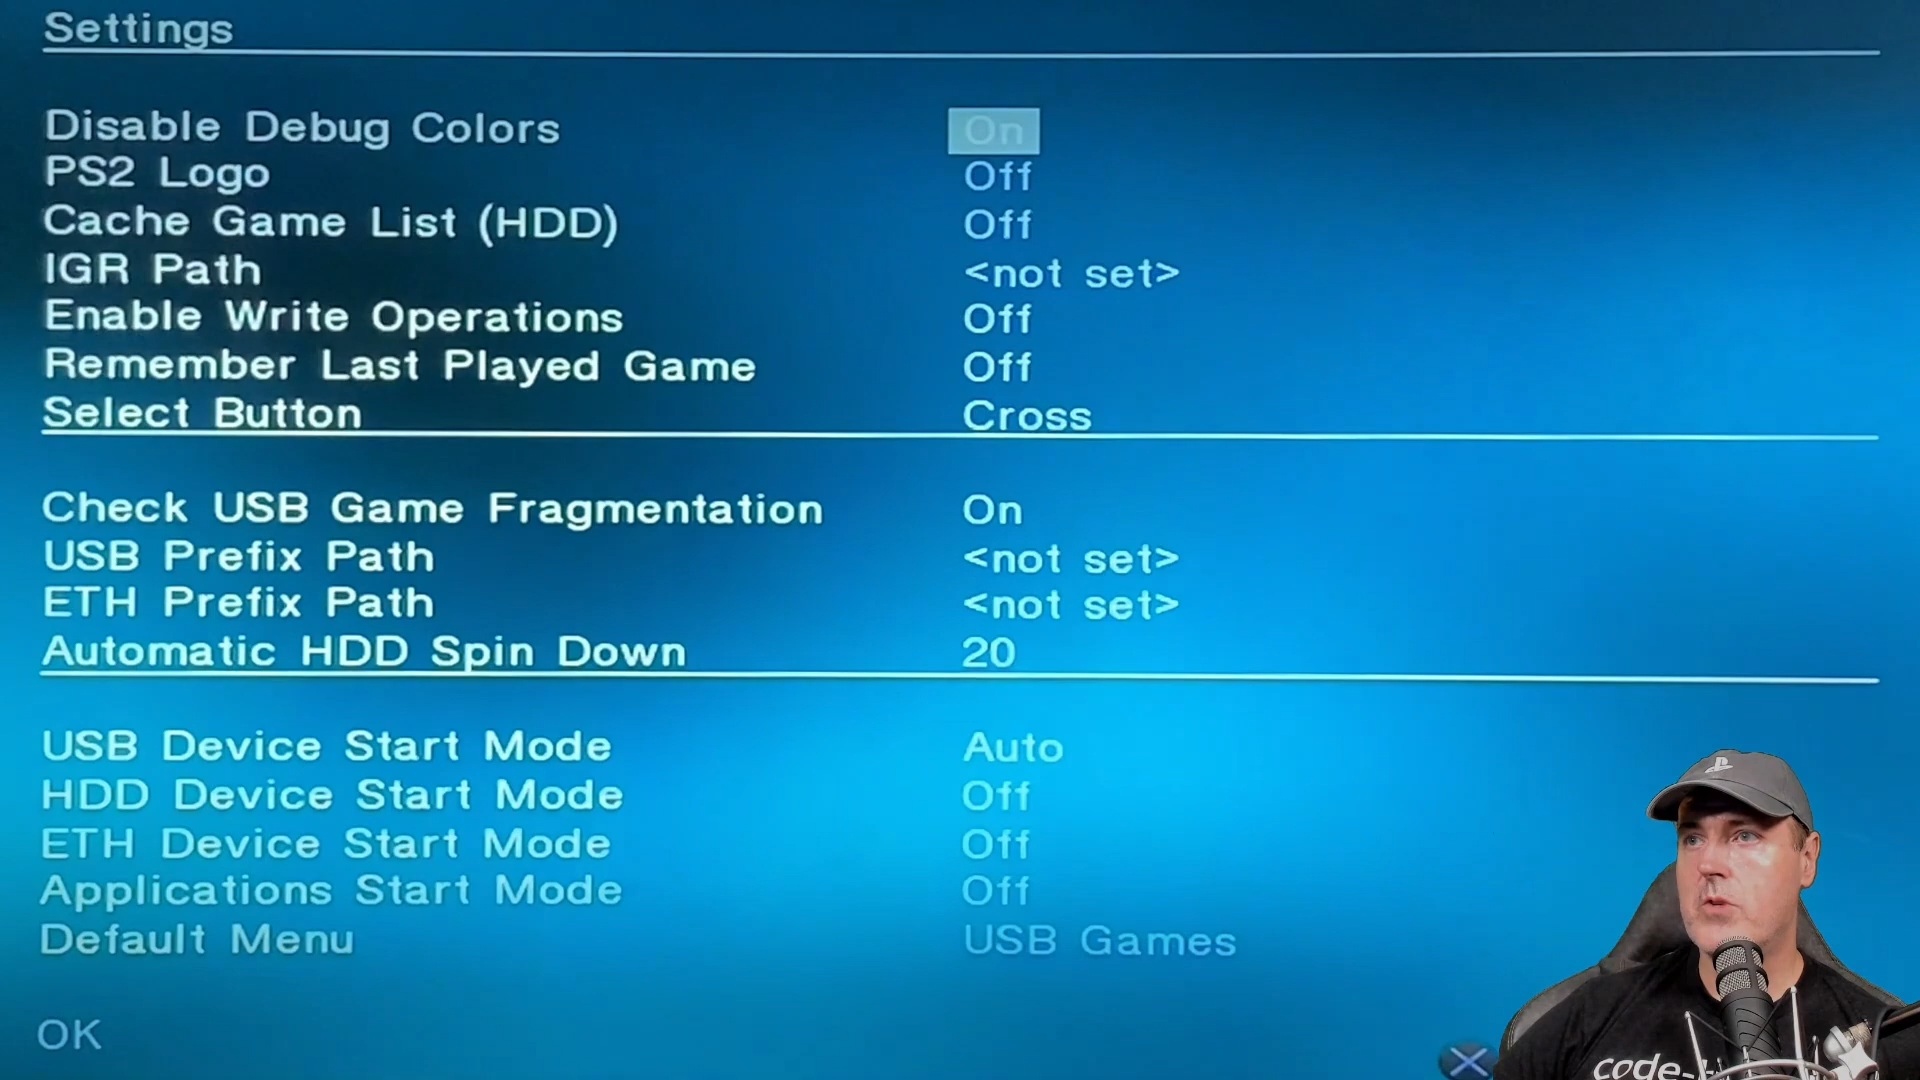 Settings
Disable Debug Colors On
PS2 Logo Off
Cache Game List (HDD) Off
IGR Path <not set>
Enable Write Operations Off
Remember Last Played Game Off
Select Button Cross
Check USB Game Fragmentation On
USB Prefix Path <not set>
ETH Prefix Path <not set>
Automatic HDD Spin Down 20
USB Device Start Mode Auto
HDD Device Start Mode Off
ETH Device Start Mode Off
Applications Start Mode Off
Default Menu USB Games
OK